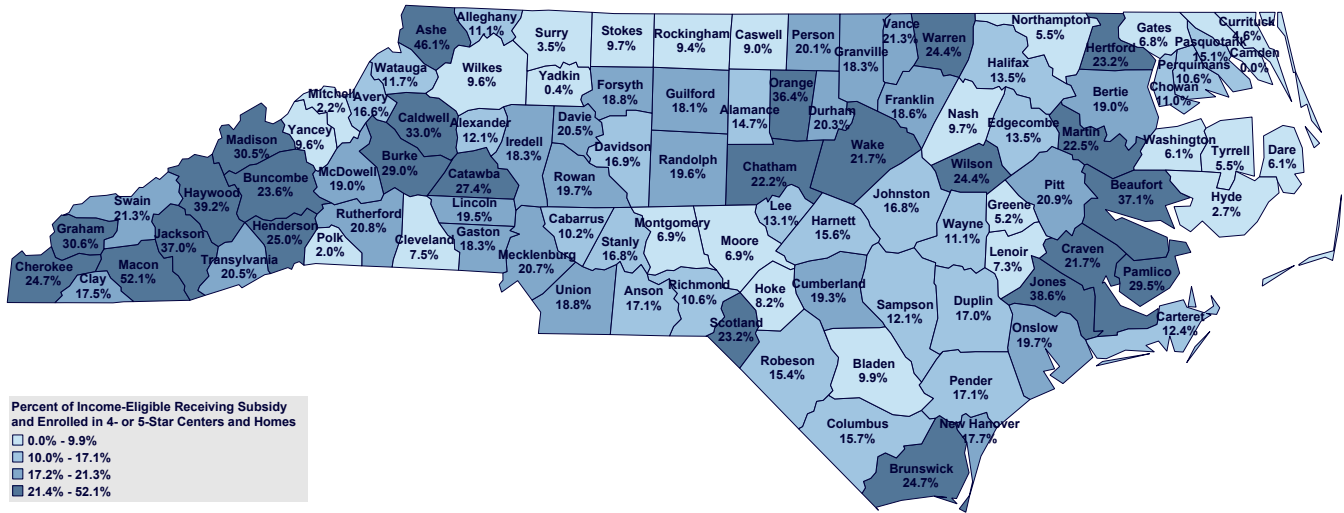 Ashe
46.1%
Alleghany
11.1%
Surry
3.5%
Stokes
9.7%
Rockingham
9.4%
Caswell
9.0%
Person
20.1%
Granville
18.3%
Vance
21.3%
Warren
24.4%
Northampton
5.5%
Hertford
23.2%
Gates
6.8%
Currituck
4.6%
Pasquotank
15.1%
Camden
0.0%
Perquimans
10.6%
Chowan
11.0%
Halifax
13.5%
Bertie
19.0%
Watauga
11.7%
Wilkes
9.6%
Yadkin
0.4%
Forsyth
18.8%
Guilford
18.1%
Alamance
14.7%
Orange
36.4%
Durham
20.3%
Franklin
18.6%
Nash
9.7%
Edgecombe
13.5%
Martin
22.5%
Washington
6.1%
Tyrrell
5.5%
Dare
6.1%
Mitchell
2.2%
Avery
16.6%
Yancey
9.6%
Caldwell
33.0%
Alexander
12.1%
Iredell
18.3%
Davie
20.5%
Davidson
16.9%
Randolph
19.6%
Chatham
22.2%
Wake
21.7%
Wilson
24.4%
Pitt
20.9%
Beaufort
37.1%
Hyde
2.7%
Madison
30.5%
Buncombe
23.6%
McDowell
19.0%
Burke
29.0%
Catawba
27.4%
Rowan
19.7%
Swain
21.3%
Haywood
39.2%
Rutherford
20.8%
Lincoln
19.5%
Cabarrus
10.2%
Stanly
16.8%
Montgomery
6.9%
Moore
6.9%
Lee
13.1%
Harnett
15.6%
Johnston
16.8%
Wayne
11.1%
Greene
5.2%
Lenoir
7.3%
Craven
21.7%
Pamlico
29.5%
Graham
30.6%
Jackson
37.0%
Henderson
25.0%
Polk
2.0%
Cleveland
7.5%
Gaston
18.3%
Mecklenburg
20.7%
Cherokee
24.7%
Clay
17.5%
Macon
52.1%
Transylvania
20.5%
Union
18.8%
Anson
17.1%
Richmond
10.6%
Hoke
8.2%
Cumberland
19.3%
Sampson
12.1%
Duplin
17.0%
Jones
38.6%
Onslow
19.7%
Carteret
12.4%
Scotland
23.2%
Robeson
15.4%
Bladen
9.9%
Pender
17.1%
Columbus
15.7%
New Hanover
17.7%
Brunswick
24.7%
Percent of Income-Eligible Receiving Subsidy
and Enrolled in 4- or 5-Star Centers and Homes
0.0% - 9.9%
10.0% - 17.1%
17.2% - 21.3%
21.4% - 52.1%